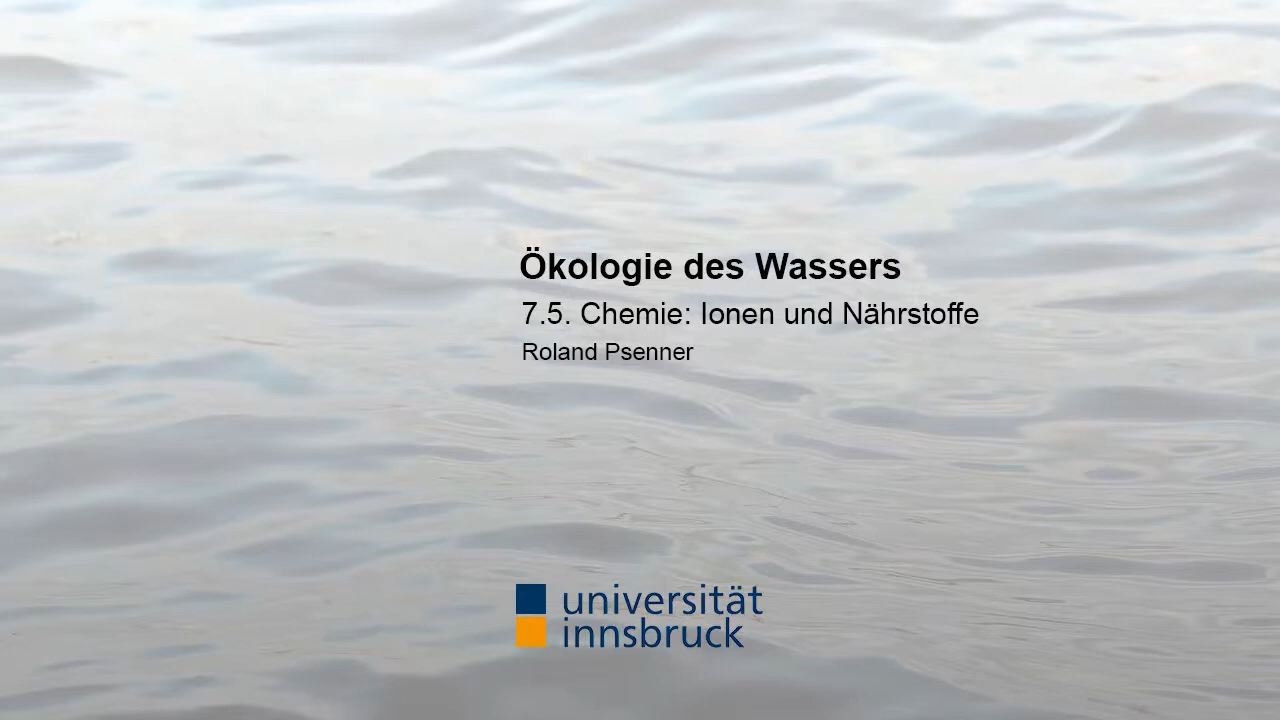 Ökologie des Wassers
7.5. Chemie: Ionen und Nährstoffe
Roland Psenner
universität
innsbruck